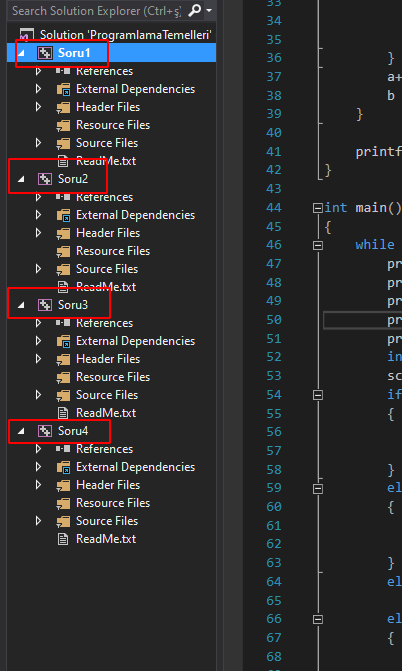 Search Solution Explorer (Ctrl+ş)
Solution 'ProgramlamaTemelleri'
Soru1
References
External Dependencies
Header Files
Resource Files
Source Files
ReadMe.txt
Soru2
References
External Dependencies
Header Files
Resource Files
Source Files
ReadMe.txt
Soru3
References
External Dependencies
Header Files
Resource Files
Source Files
ReadMe.txt
Soru4
References
External Dependencies
Header Files
Resource Files
Source Files
ReadMe.txt
33
34
35
36 }
37 a+
38 b
39 }
40
41 printf
42 }
43
44 int main()
45 {
46 while
47 pr
48 pr
49 pr
50 pr
51 pr
52 in
53 sc
54 if
55 {
56
57
58 }
59 el
60 {
61
62
63 }
64 el
65
66 el
67 {
68